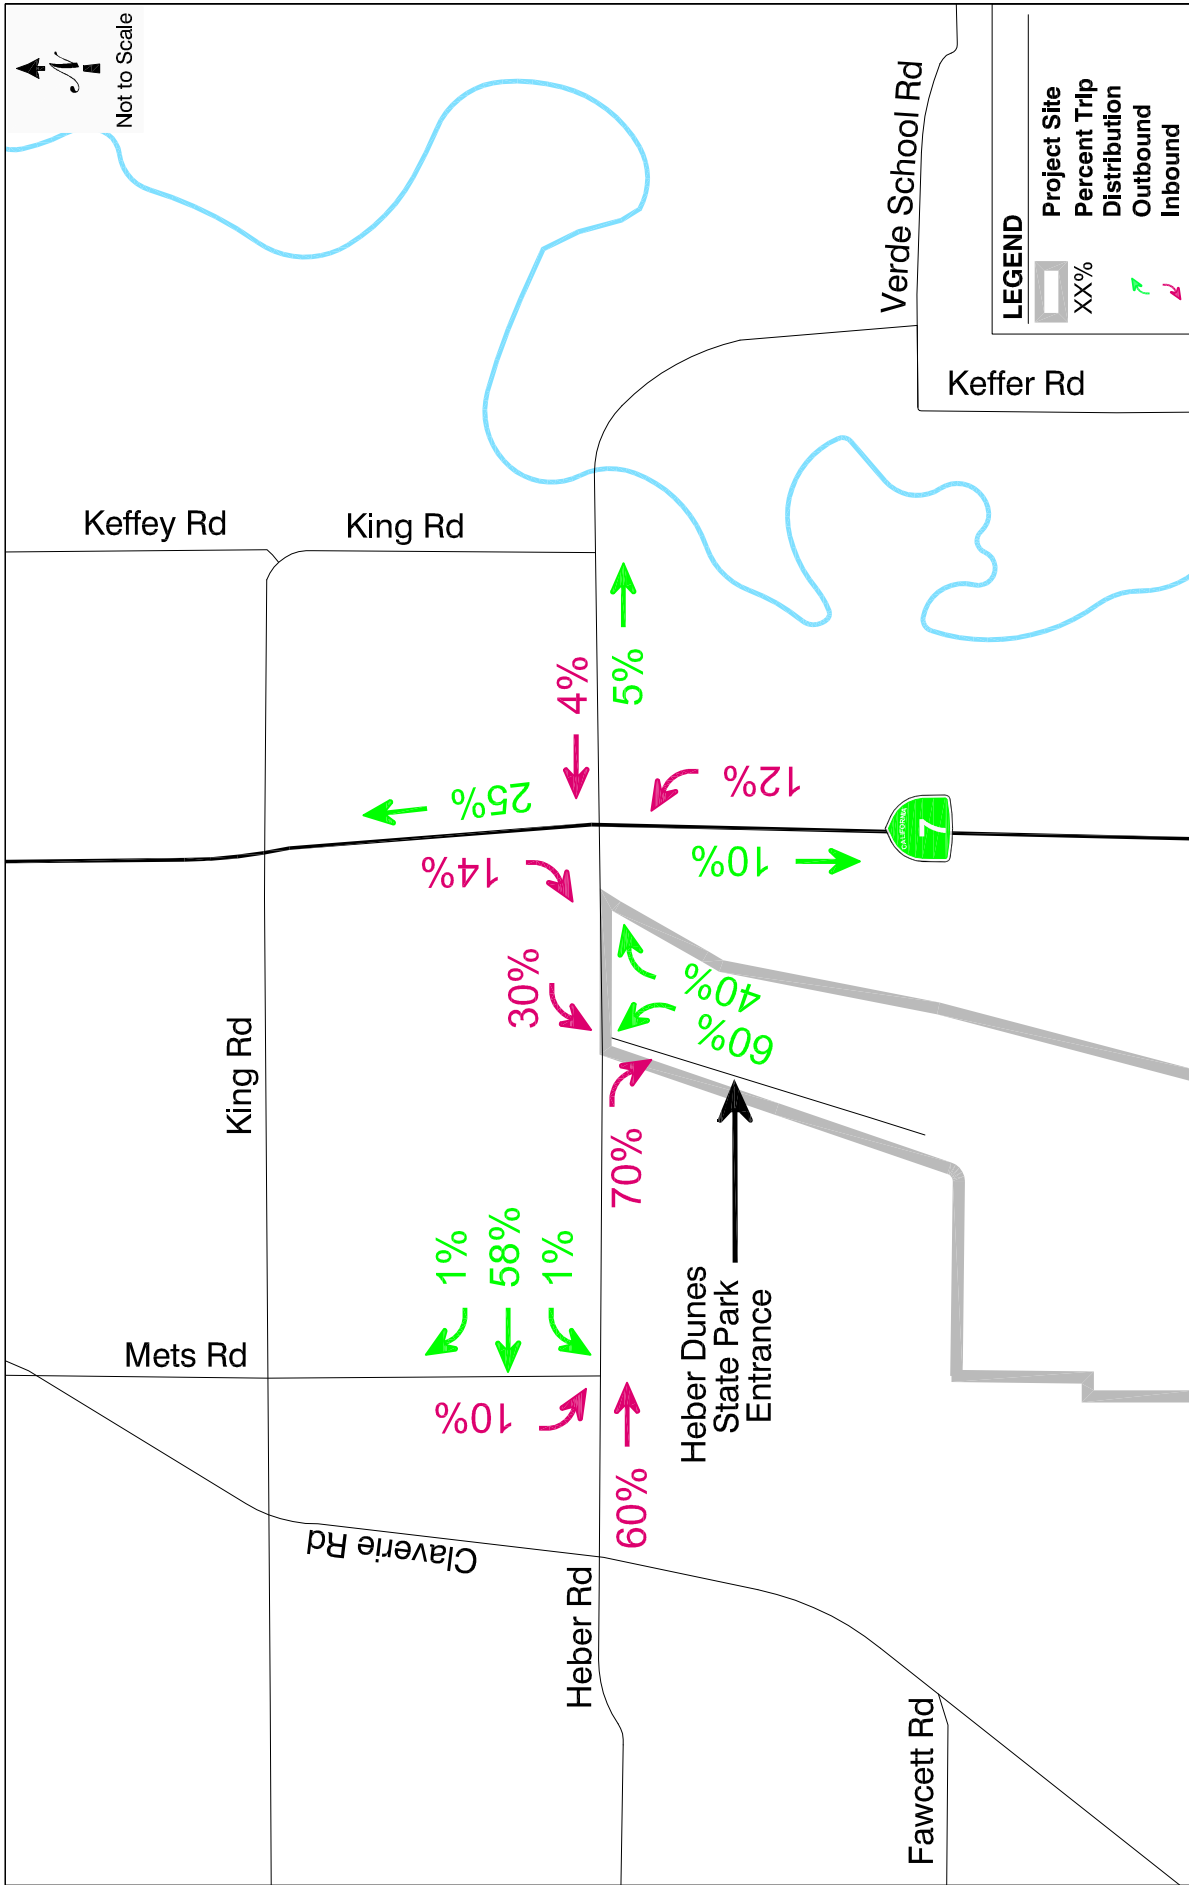 N
Not to Scale
Verde School Rd
LEGEND
Project Site
XX% Percent Trip
Distribution
Outbound
Inbound
Keffer Rd
Keffey Rd
King Rd
4%
5%
25%
12%
CALIFORNIA
7
14%
10%
30%
40%
60%
King Rd
70%
1%
58%
1%
Mets Rd
Heber Dunes
State Park
Entrance
10%
60%
Claverie Rd
Heber Rd
Fawcett Rd